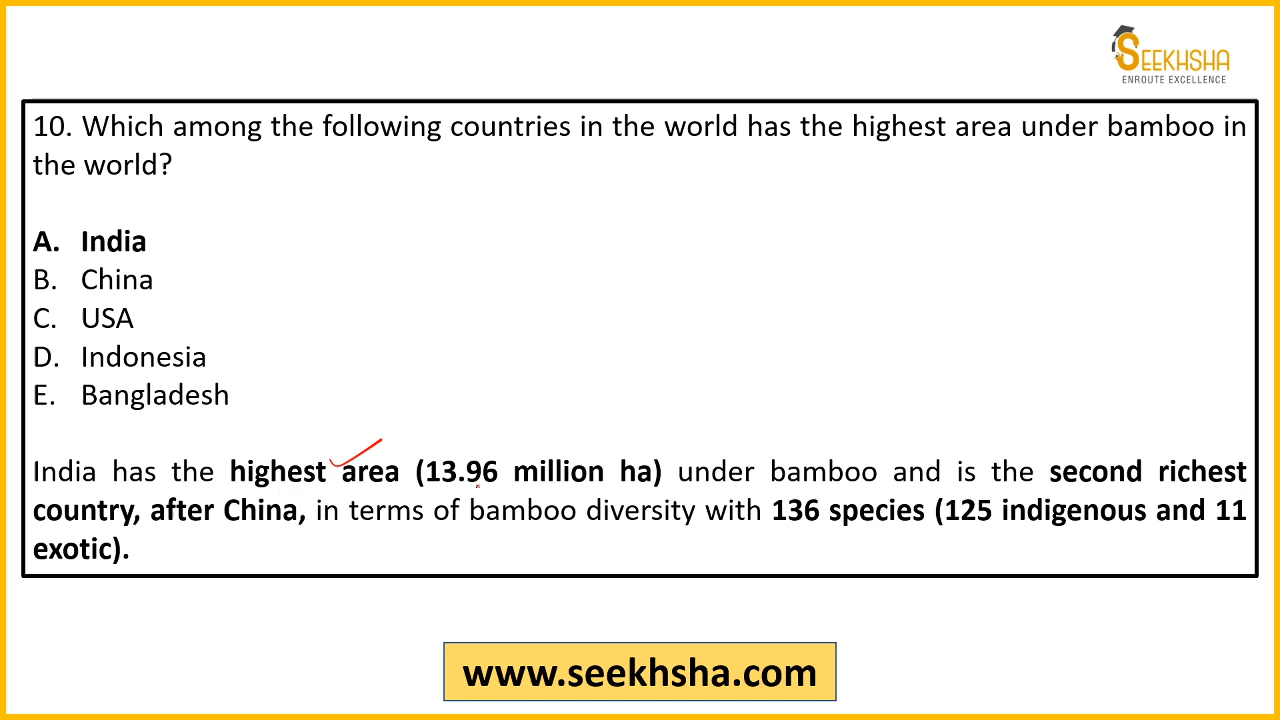 SEEKHSHA
ENROUTE EXCELLENCE
10. Which among the following countries in the world has the highest area under bamboo in
the world?
A. India
B. China
C. USA
D. Indonesia
E. Bangladesh
India has the highest area (13.96 million ha) under bamboo and is the second richest
country, after China, in terms of bamboo diversity with 136 species (125 indigenous and 11
exotic).
www.seekhsha.com